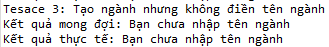 Tesace 3: Tạo ngành nhưng không điền tên ngành
Kết quả mong đợi: Bạn chưa nhập tên ngành
Kết quả thực tế: Bạn chưa nhập tên ngành